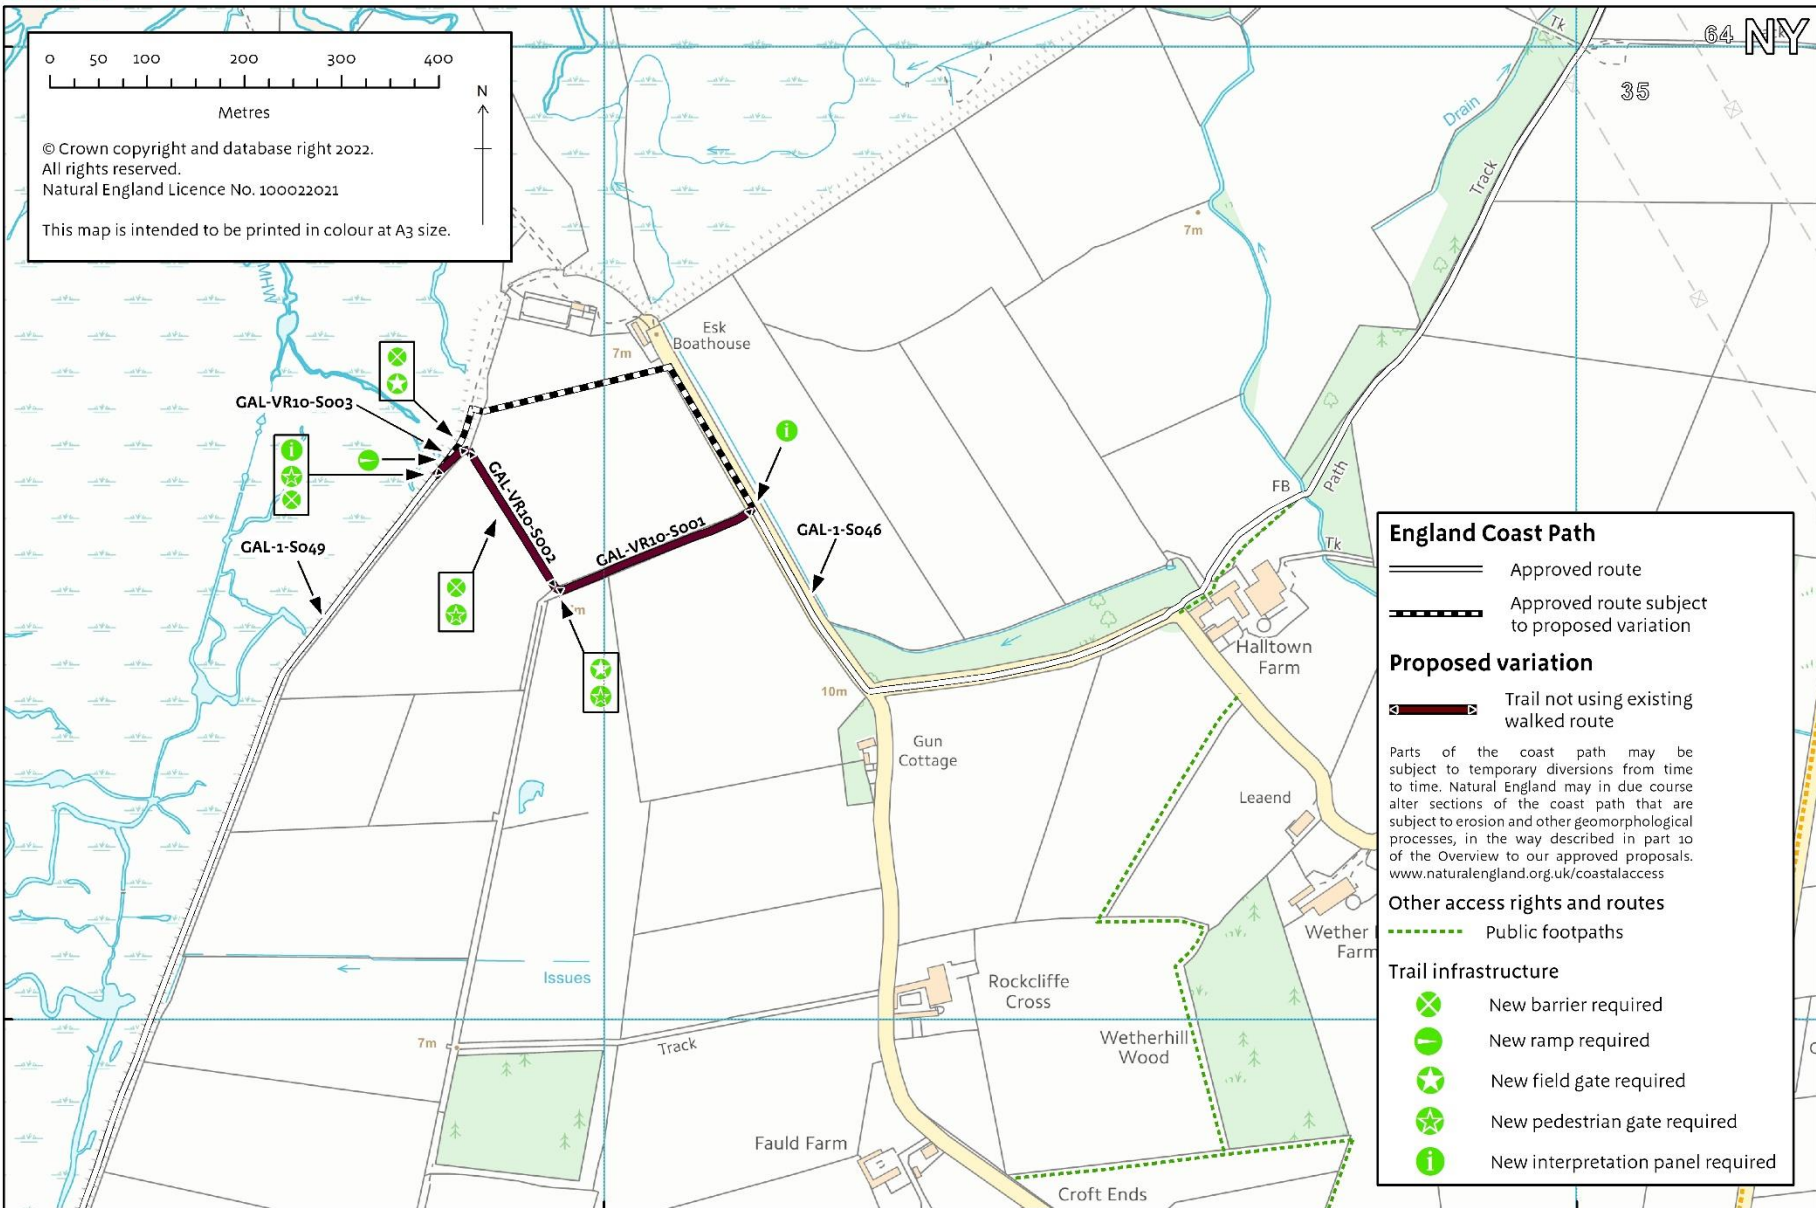 0 50 100 200 300 400
Metres
N
© Crown copyright and database right 2022.
All rights reserved.
Natural England Licence No. 100022021
This map is intended to be printed in colour at A3 size.
64 NY
35
Tk
Drain
Track
MHW
7m
Esk
Boathouse
7m
GAL-VR10-S003
GAL-VR10-S002
GAL-VR10-S001
GAL-1-S046
GAL-1-S049
FB
Path
Tk
Halltown
Farm
10m
Gun
Cottage
Leaend
Wether
Farm
Issues
Rockcliffe
Cross
Wetherhill
Wood
7m
Track
Fauld Farm
Croft Ends
England Coast Path
Approved route
Approved route subject
to proposed variation
Proposed variation
Trail not using existing
walked route
Parts of the coast path may be
subject to temporary diversions from time
to time. Natural England may in due course
alter sections of the coast path that are
subject to erosion and other geomorphological
processes, in the way described in part 10
of the Overview to our approved proposals.
www.naturalengland.org.uk/coastalaccess
Other access rights and routes
Public footpaths
Trail infrastructure
New barrier required
New ramp required
New field gate required
New pedestrian gate required
New interpretation panel required